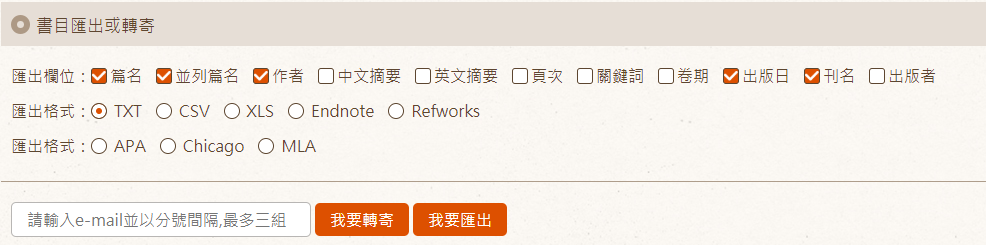 書目匯出或轉寄
匯出欄位：篇名 並列篇名 作者 中文摘要 英文摘要 頁次 關鍵詞 卷期 出版日 刊名 出版者
匯出格式：TXT CSV XLS Endnote Refworks
匯出格式：APA Chicago MLA
請輸入e-mail並以分號間隔,最多三組 我要轉寄 我要匯出